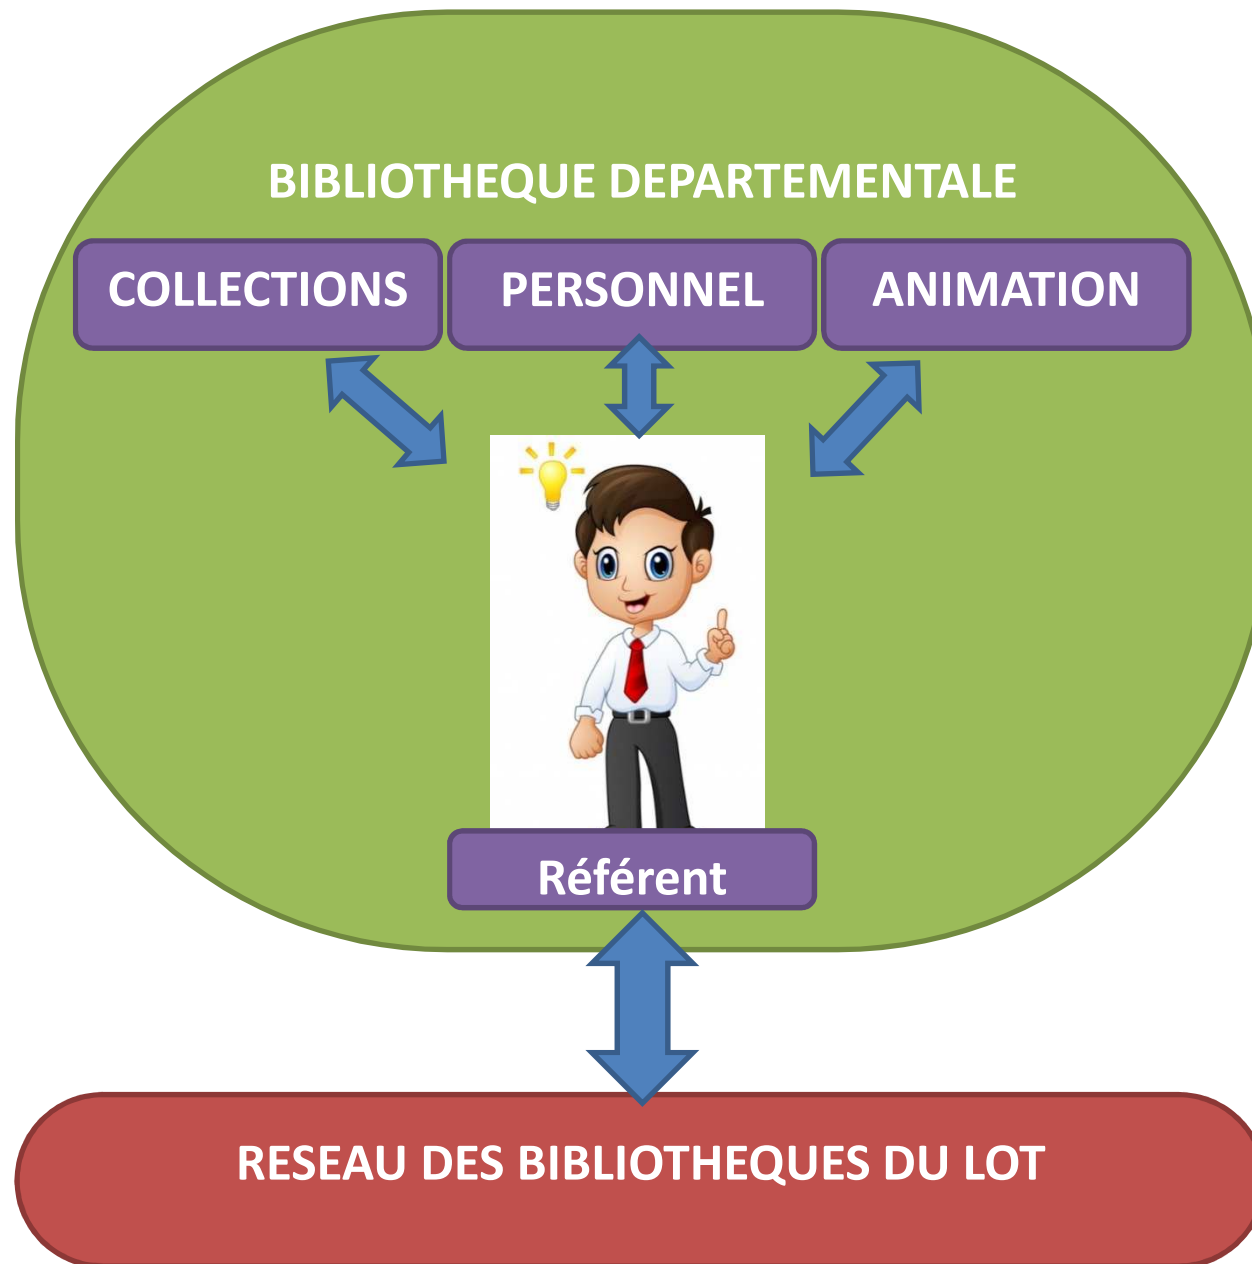 BIBLIOTHEQUE DEPARTEMENTALE
COLLECTIONS
PERSONNEL
ANIMATION
Référent
RESEAU DES BIBLIOTHEQUES DU LOT